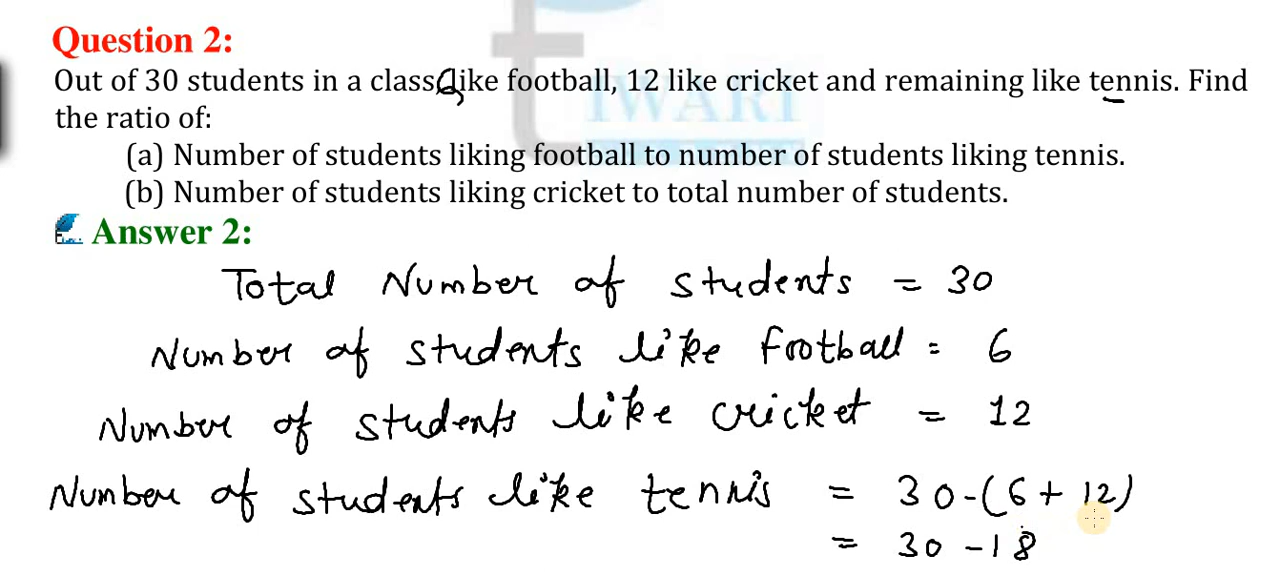 Question 2:
Out of 30 students in a class, like football, 12 like cricket and remaining like tennis. Find
the ratio of:
(a) Number of students liking football to number of students liking tennis.
(b) Number of students liking cricket to total number of students.
Answer 2:
Total Number of students = 30
Number of students like football = 6
Number of students like cricket = 12
Number of students like tennis = 30-(6+12)
= 30-18
IWARI